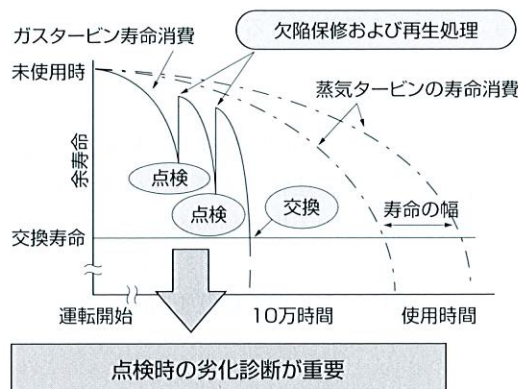 ガスタービン寿命消費
欠陥保修および再生処理
未使用時
蒸気タービンの寿命消費
余寿命
点検
点検
交換
寿命の幅
交換寿命
運転開始
10万時間
使用時間
点検時の劣化診断が重要